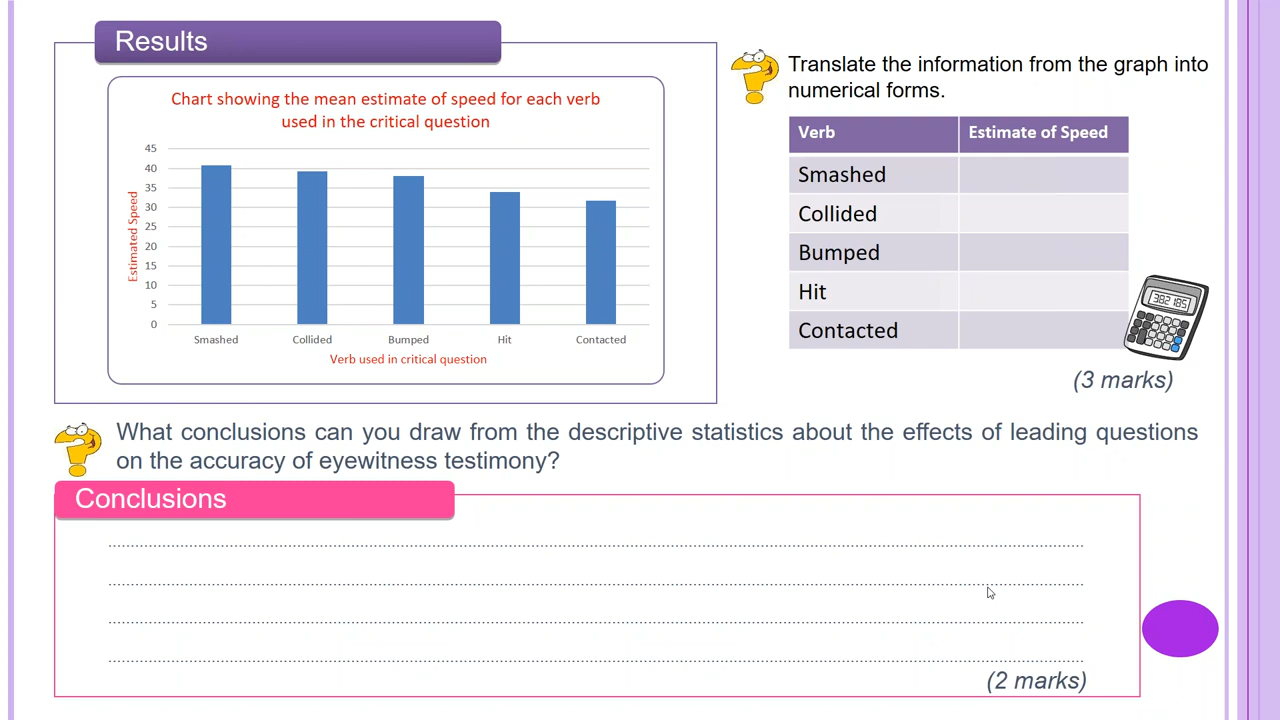 Results
Chart showing the mean estimate of speed for each verb
used in the critical question
Estimated Speed
45
40
35
30
25
20
15
10
5
0
Smashed Collided Bumped Hit Contacted
Verb used in critical question
Translate the information from the graph into
numerical forms.
Verb Estimate of Speed
Smashed
Collided
Bumped
Hit
Contacted
382 185
(3 marks)
What conclusions can you draw from the descriptive statistics about the effects of leading questions
on the accuracy of eyewitness testimony?
Conclusions
(2 marks)